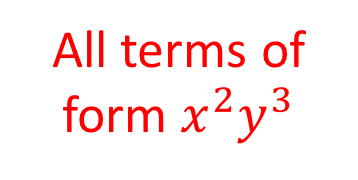 All terms of
form x²y³